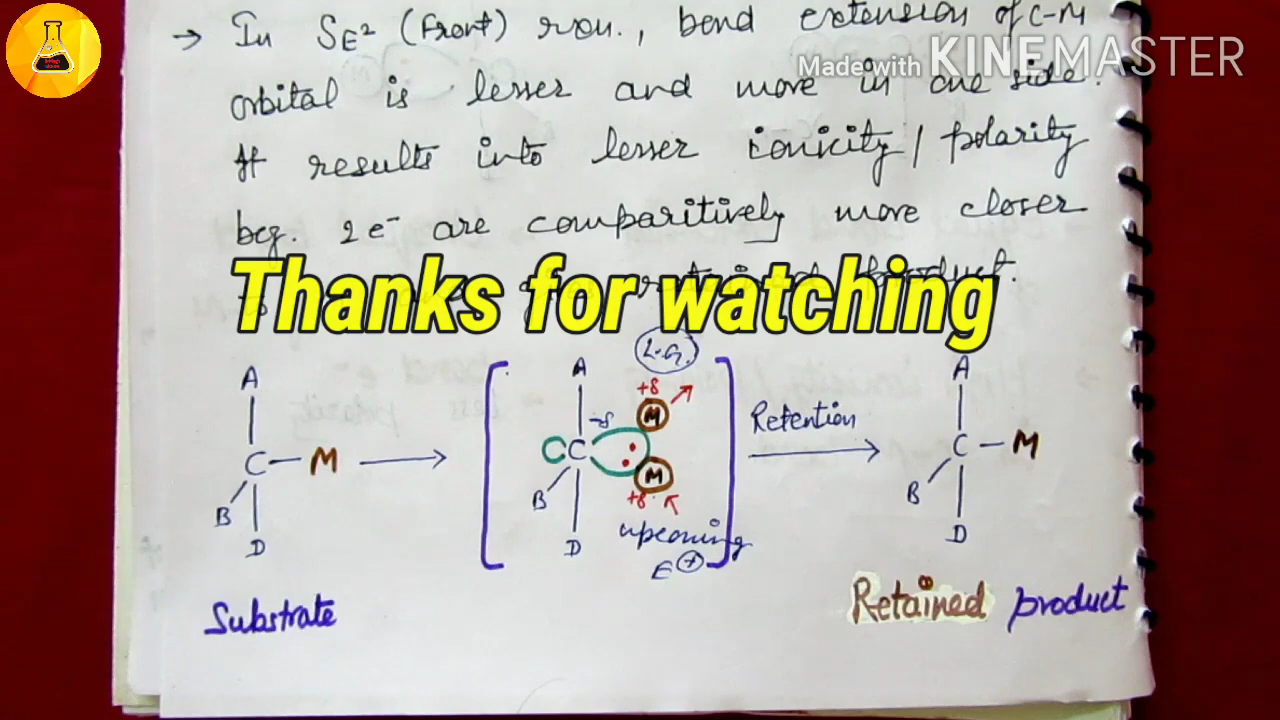 → In SE² (Front) rxn., bond extension of C-M
Made with KINEMASTER
orbital is lesser and more in one side.
It results into lesser ionicity / polarity
bcz. 2e⁻ are comparitively more closer
product.
Thanks for watching
L.G.
A A A
+δ
M
-δ
Retention
C - M → C C M → C - M
B B B
+δ
D D D
upcoming
E⊕
Substrate
Retained product